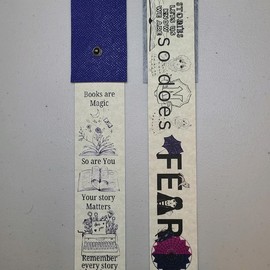 Books are
Magic
So are You
Your story
Matters
Remember
every story
so does
FEAR